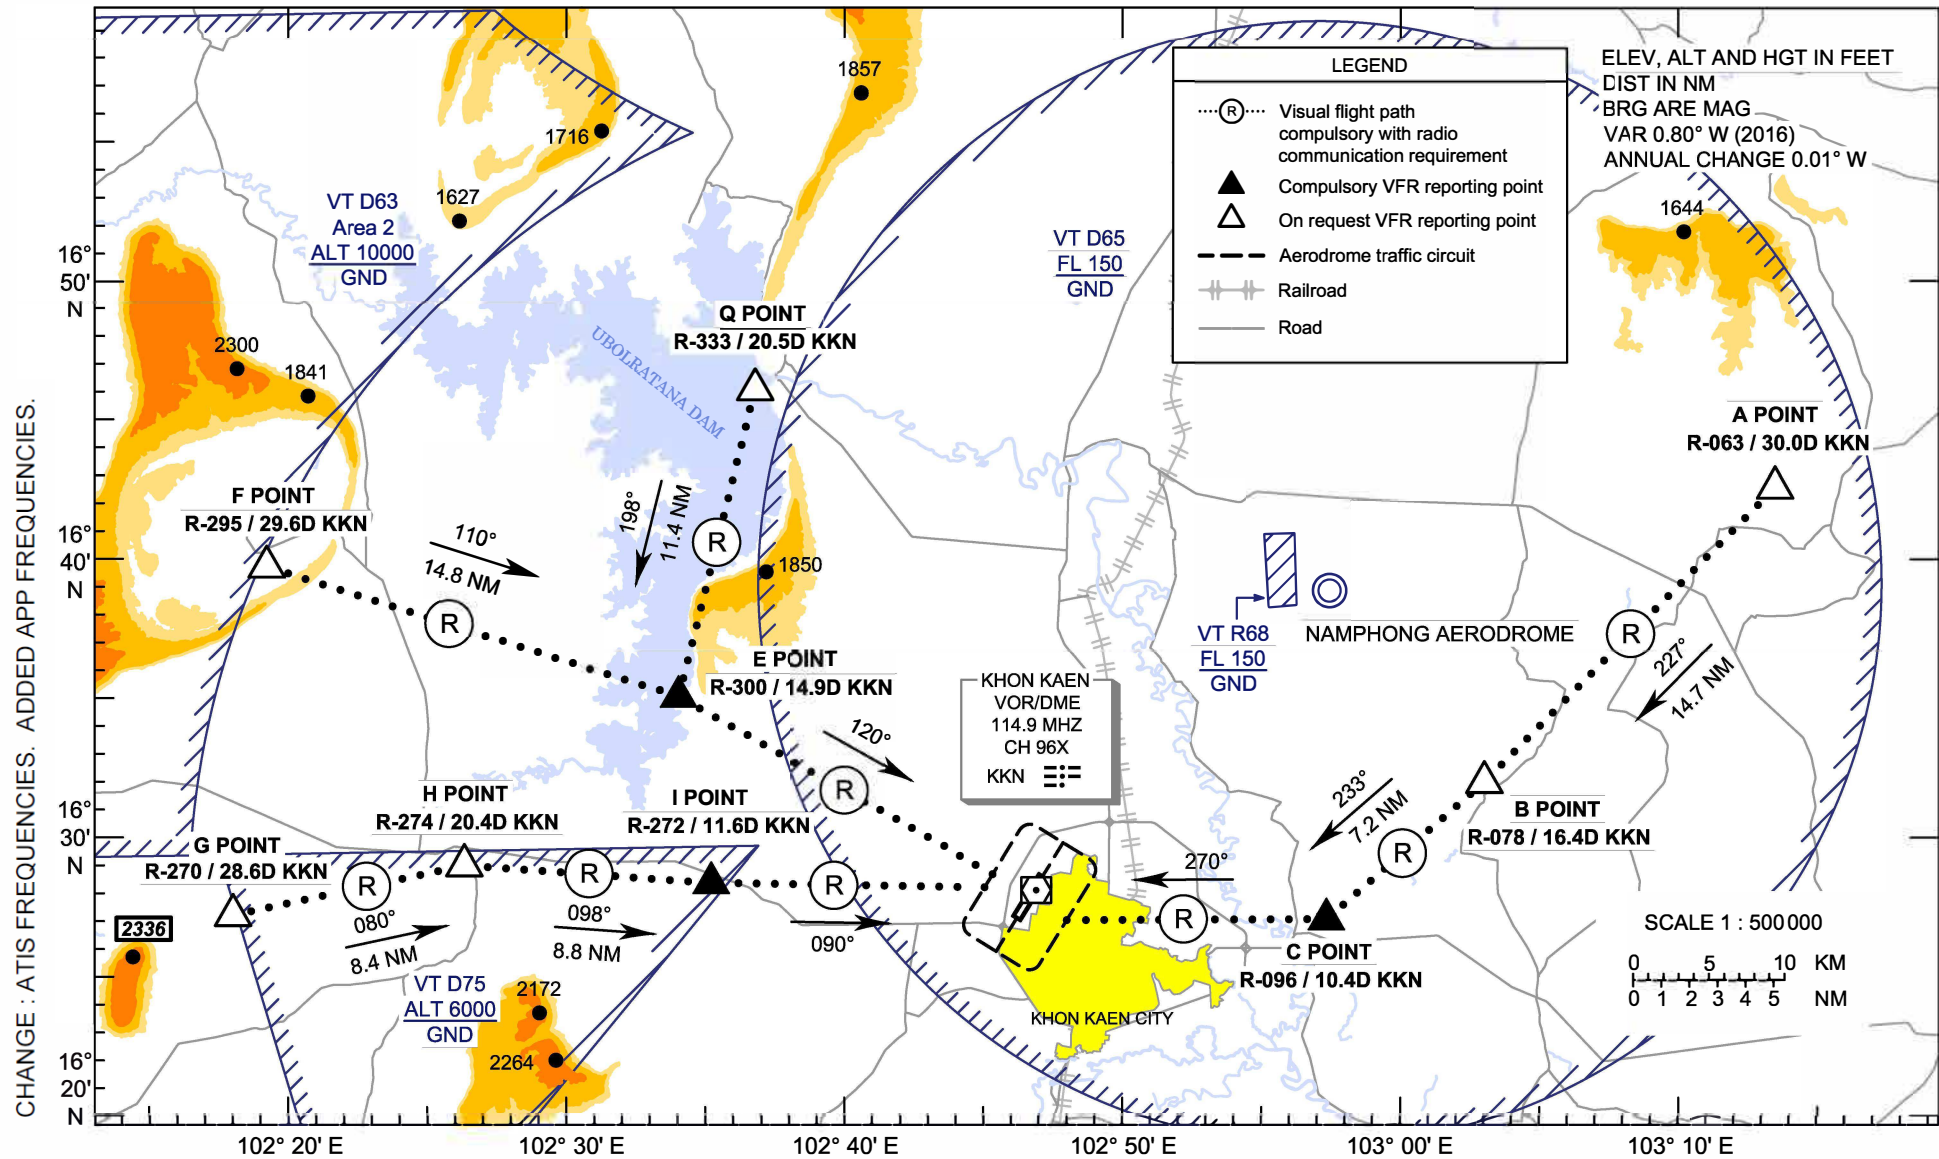 CHANGE : ATIS FREQUENCIES. ADDED APP FREQUENCIES.
LEGEND
R
Visual flight path
compulsory with radio
communication requirement
Compulsory VFR reporting point
On request VFR reporting point
Aerodrome traffic circuit
Railroad
Road
ELEV, ALT AND HGT IN FEET
DIST IN NM
BRG ARE MAG
VAR 0.80° W (2016)
ANNUAL CHANGE 0.01° W
1857
1716
1627
1644
VT D63
Area 2
ALT 10000
GND
VT D65
FL 150
GND
16°
50'
N
Q POINT
R-333 / 20.5D KKN
UBOLRATANA DAM
2300
1841
A POINT
R-063 / 30.0D KKN
F POINT
R-295 / 29.6D KKN
16°
40'
N
110°
14.8 NM
198°
11.4 NM
R
1850
R
R
VT R68
FL 150
GND
NAMPHONG AERODROME
227°
14.7 NM
E POINT
R-300 / 14.9D KKN
120°
R
KHON KAEN
VOR/DME
114.9 MHZ
CH 96X
KKN
233°
7.2 NM
R
B POINT
R-078 / 16.4D KKN
16°
30'
N
H POINT
R-274 / 20.4D KKN
I POINT
R-272 / 11.6D KKN
G POINT
R-270 / 28.6D KKN
R
R
R
270°
R
080°
8.4 NM
098°
8.8 NM
090°
2336
C POINT
R-096 / 10.4D KKN
SCALE 1 : 500 000
0 5 10 KM
0 1 2 3 4 5 NM
VT D75
ALT 6000
GND
2172
2264
KHON KAEN CITY
16°
20'
N
102° 20' E
102° 30' E
102° 40' E
102° 50' E
103° 00' E
103° 10' E